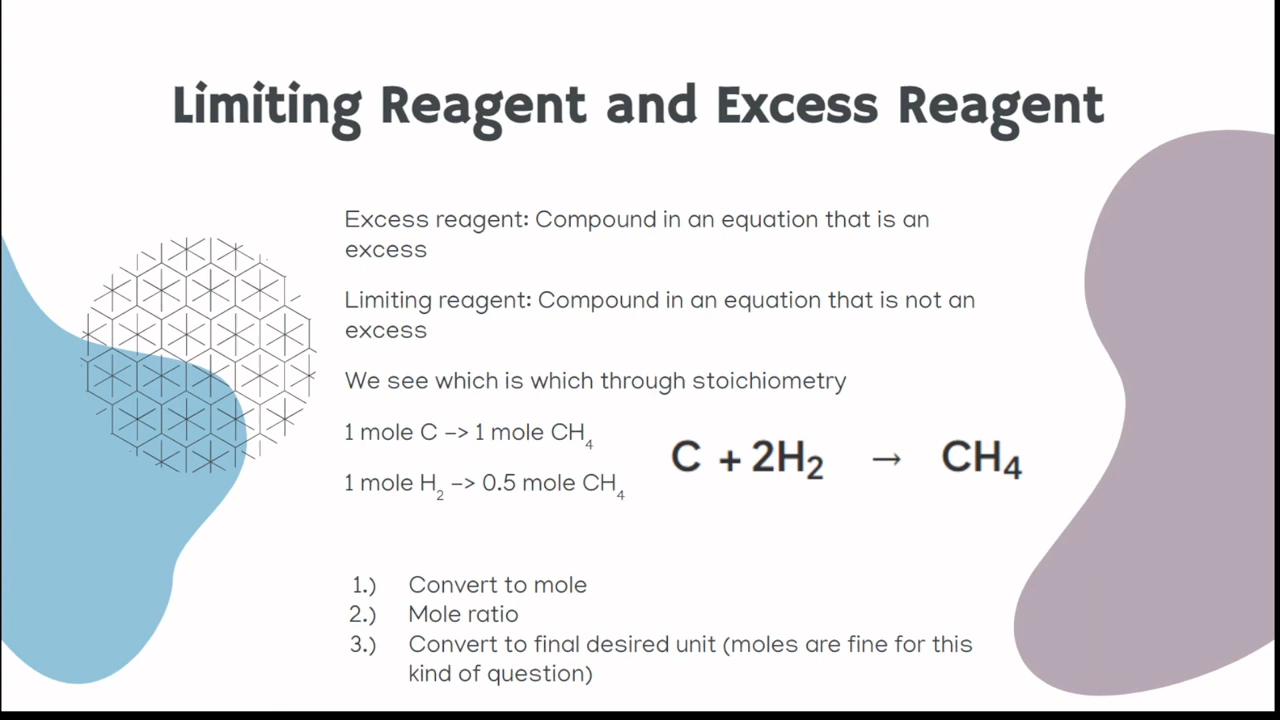 Limiting Reagent and Excess Reagent
Excess reagent: Compound in an equation that is an
excess
Limiting reagent: Compound in an equation that is not an
excess
We see which is which through stoichiometry
1 mole C –> 1 mole CH₄
C + 2H₂ → CH₄
1 mole H₂ –> 0.5 mole CH₄
1.) Convert to mole
2.) Mole ratio
3.) Convert to final desired unit (moles are fine for this
kind of question)